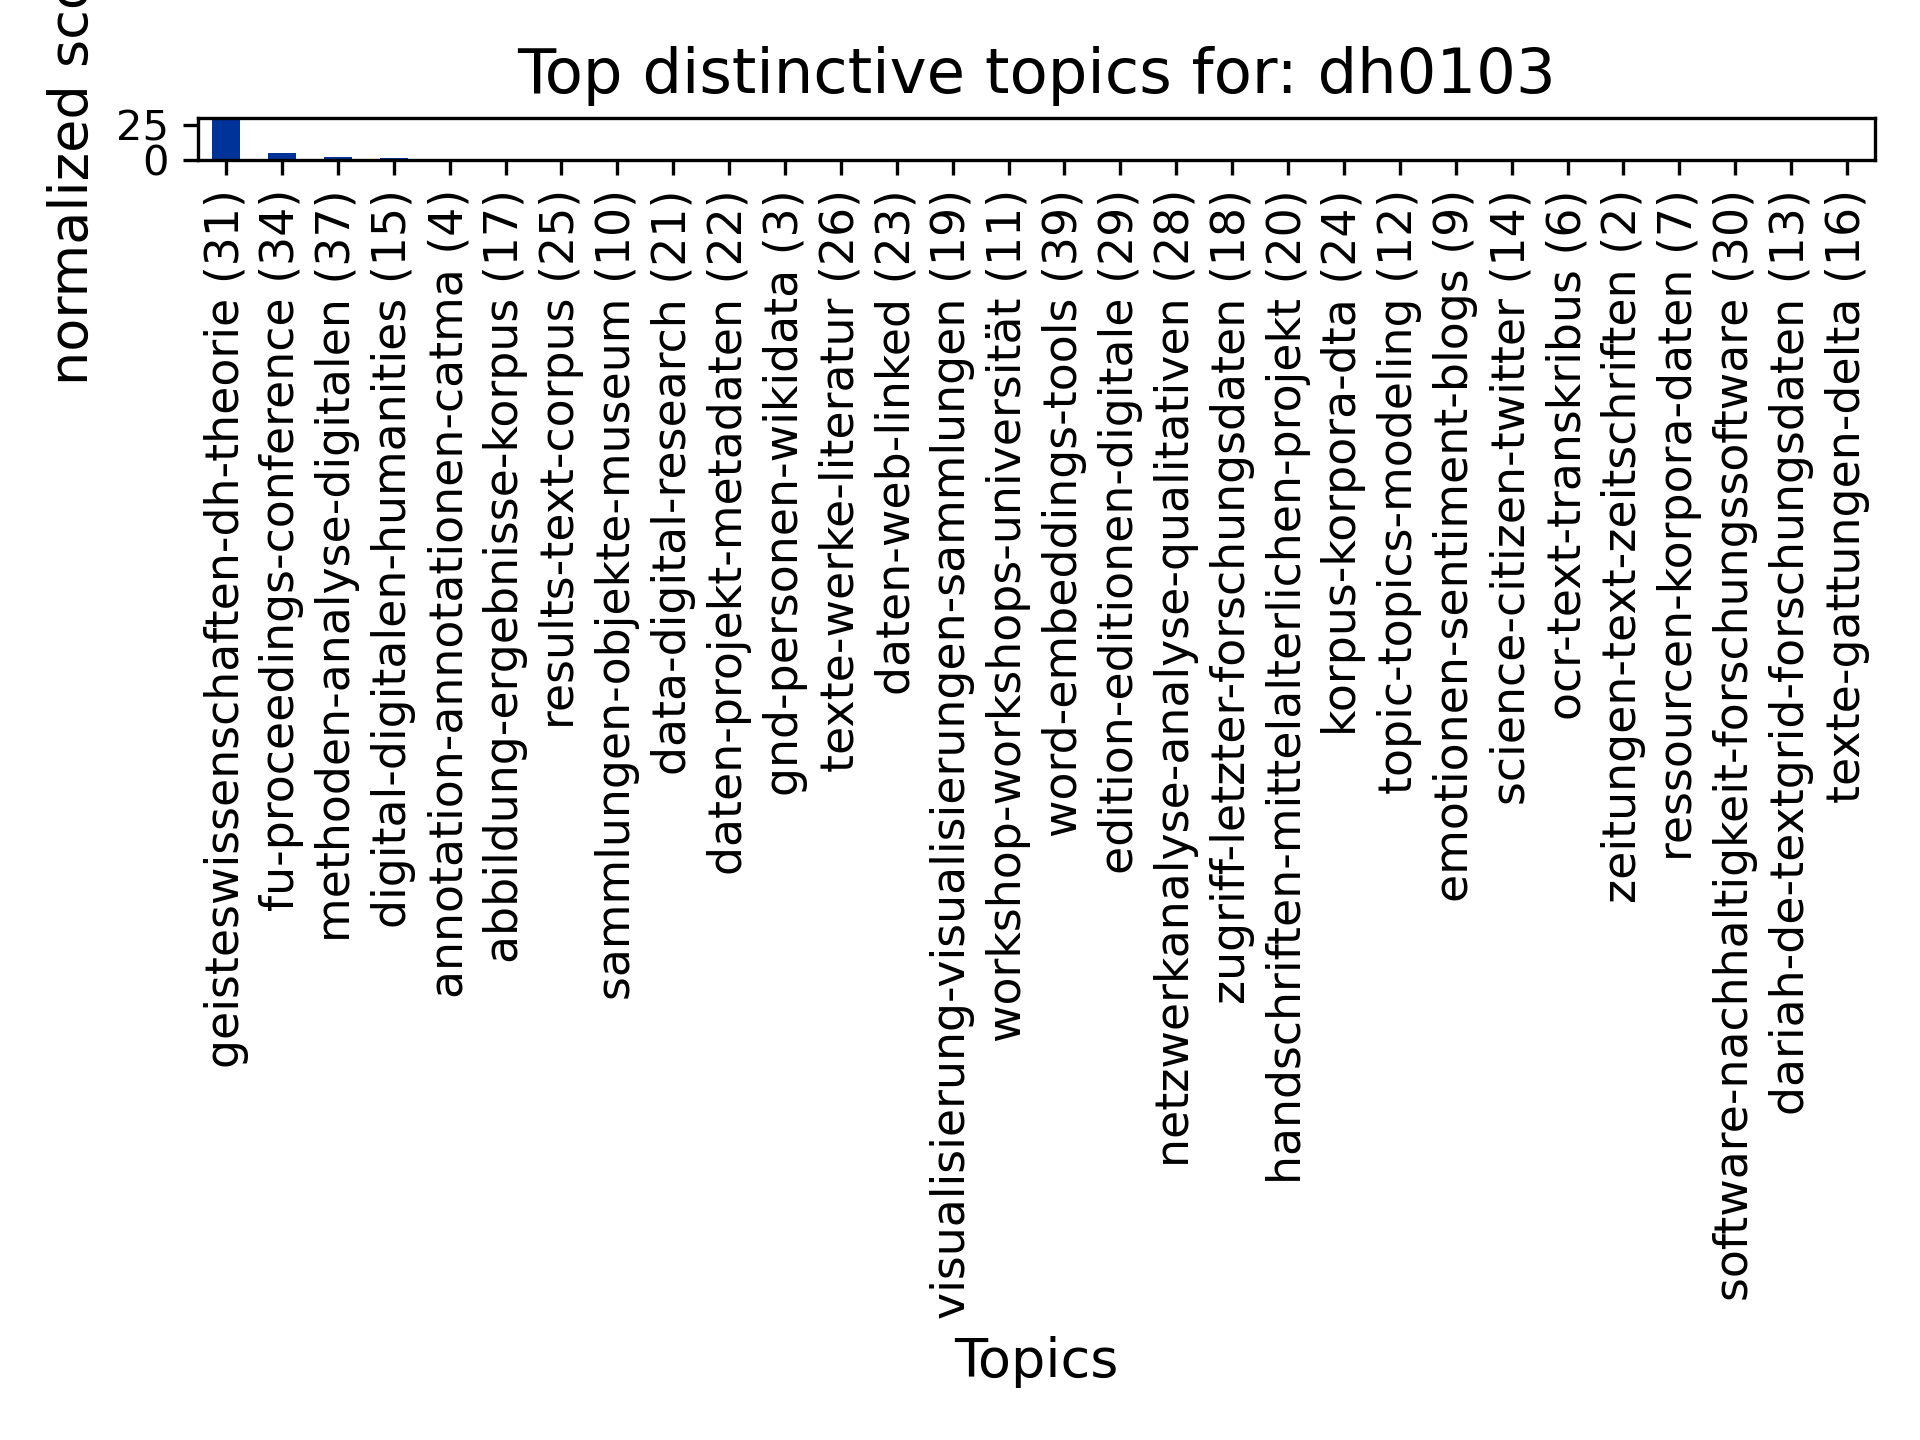 Top distinctive topics for: dh0103
normalized sco
25
0
geisteswissenschaften-dh-theorie (31)
fu-proceedings-conference (34)
methoden-analyse-digitalen (37)
digital-digitalen-humanities (15)
annotation-annotationen-catma (4)
abbildung-ergebnisse-korpus (17)
results-text-corpus (25)
sammlungen-objekte-museum (10)
data-digital-research (21)
daten-projekt-metadaten (22)
gnd-personen-wikidata (3)
texte-werke-literatur (26)
daten-web-linked (23)
visualisierung-visualisierungen-sammlungen (19)
workshop-workshops-universität (11)
word-embeddings-tools (39)
edition-editionen-digitale (29)
netzwerkanalyse-analyse-qualitativen (28)
zugriff-letzter-forschungsdaten (18)
handschriften-mittelalterlichen-projekt (20)
korpus-korpora-dta (24)
topic-topics-modeling (12)
emotionen-sentiment-blogs (9)
science-citizen-twitter (14)
ocr-text-transkribus (6)
zeitungen-text-zeitschriften (2)
ressourcen-korpora-daten (7)
software-nachhaltigkeit-forschungssoftware (30)
dariah-de-textgrid-forschungsdaten (13)
texte-gattungen-delta (16)
Topics